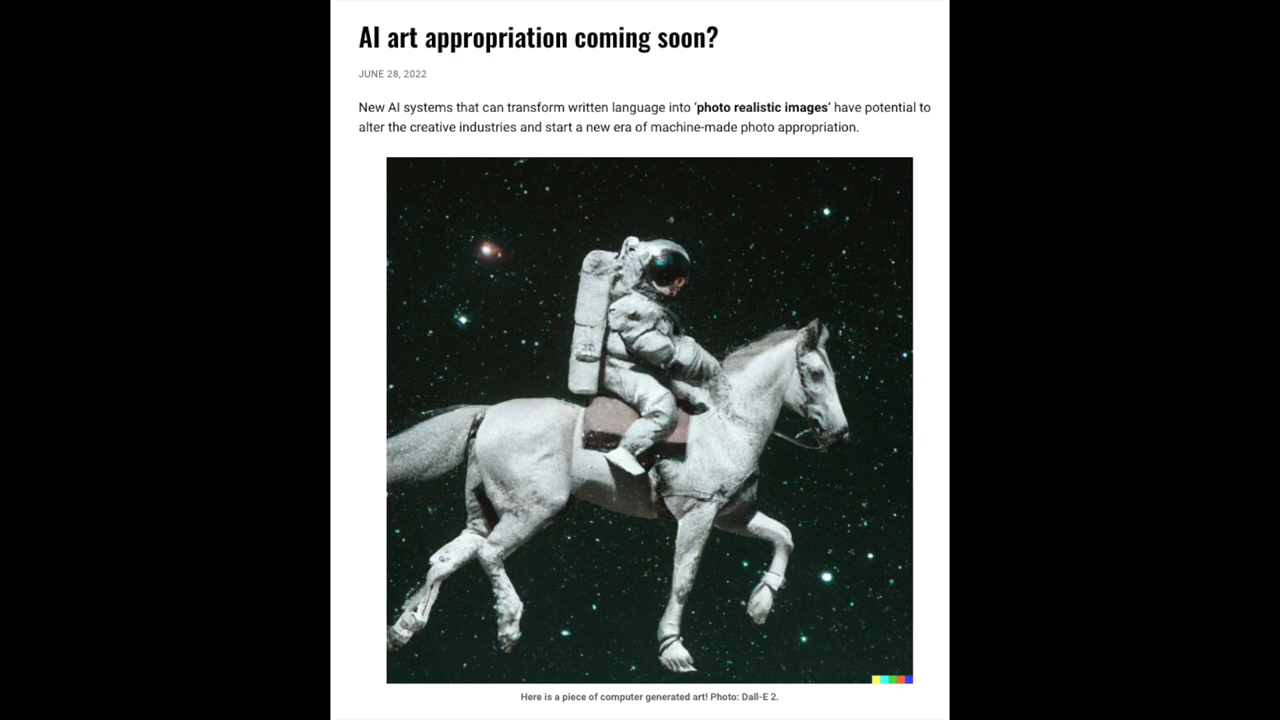 AI art appropriation coming soon?
JUNE 28, 2022
New AI systems that can transform written language into ‘photo realistic images’ have potential to
alter the creative industries and start a new era of machine-made photo appropriation.
Here is a piece of computer generated art! Photo: Dall-E 2.